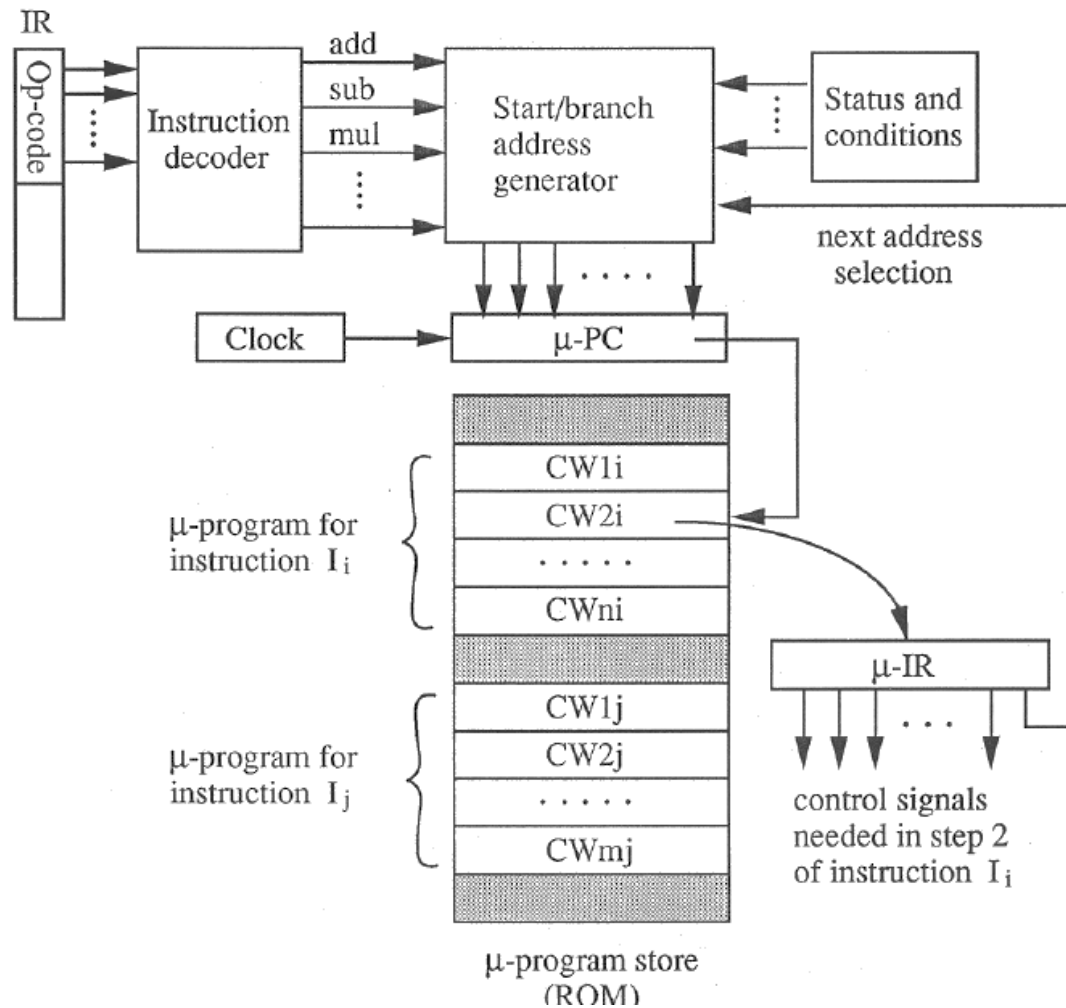 IR
Op-code
Instruction
decoder
add
sub
mul
Start/branch
address
generator
Status and
conditions
next address
selection
Clock
μ-PC
μ-program for
instruction Ii
CW1i
CW2i
. . . . .
CWni
μ-IR
μ-program for
instruction Ij
CW1j
CW2j
. . . . .
CWmj
control signals
needed in step 2
of instruction Ii
μ-program store
(ROM)